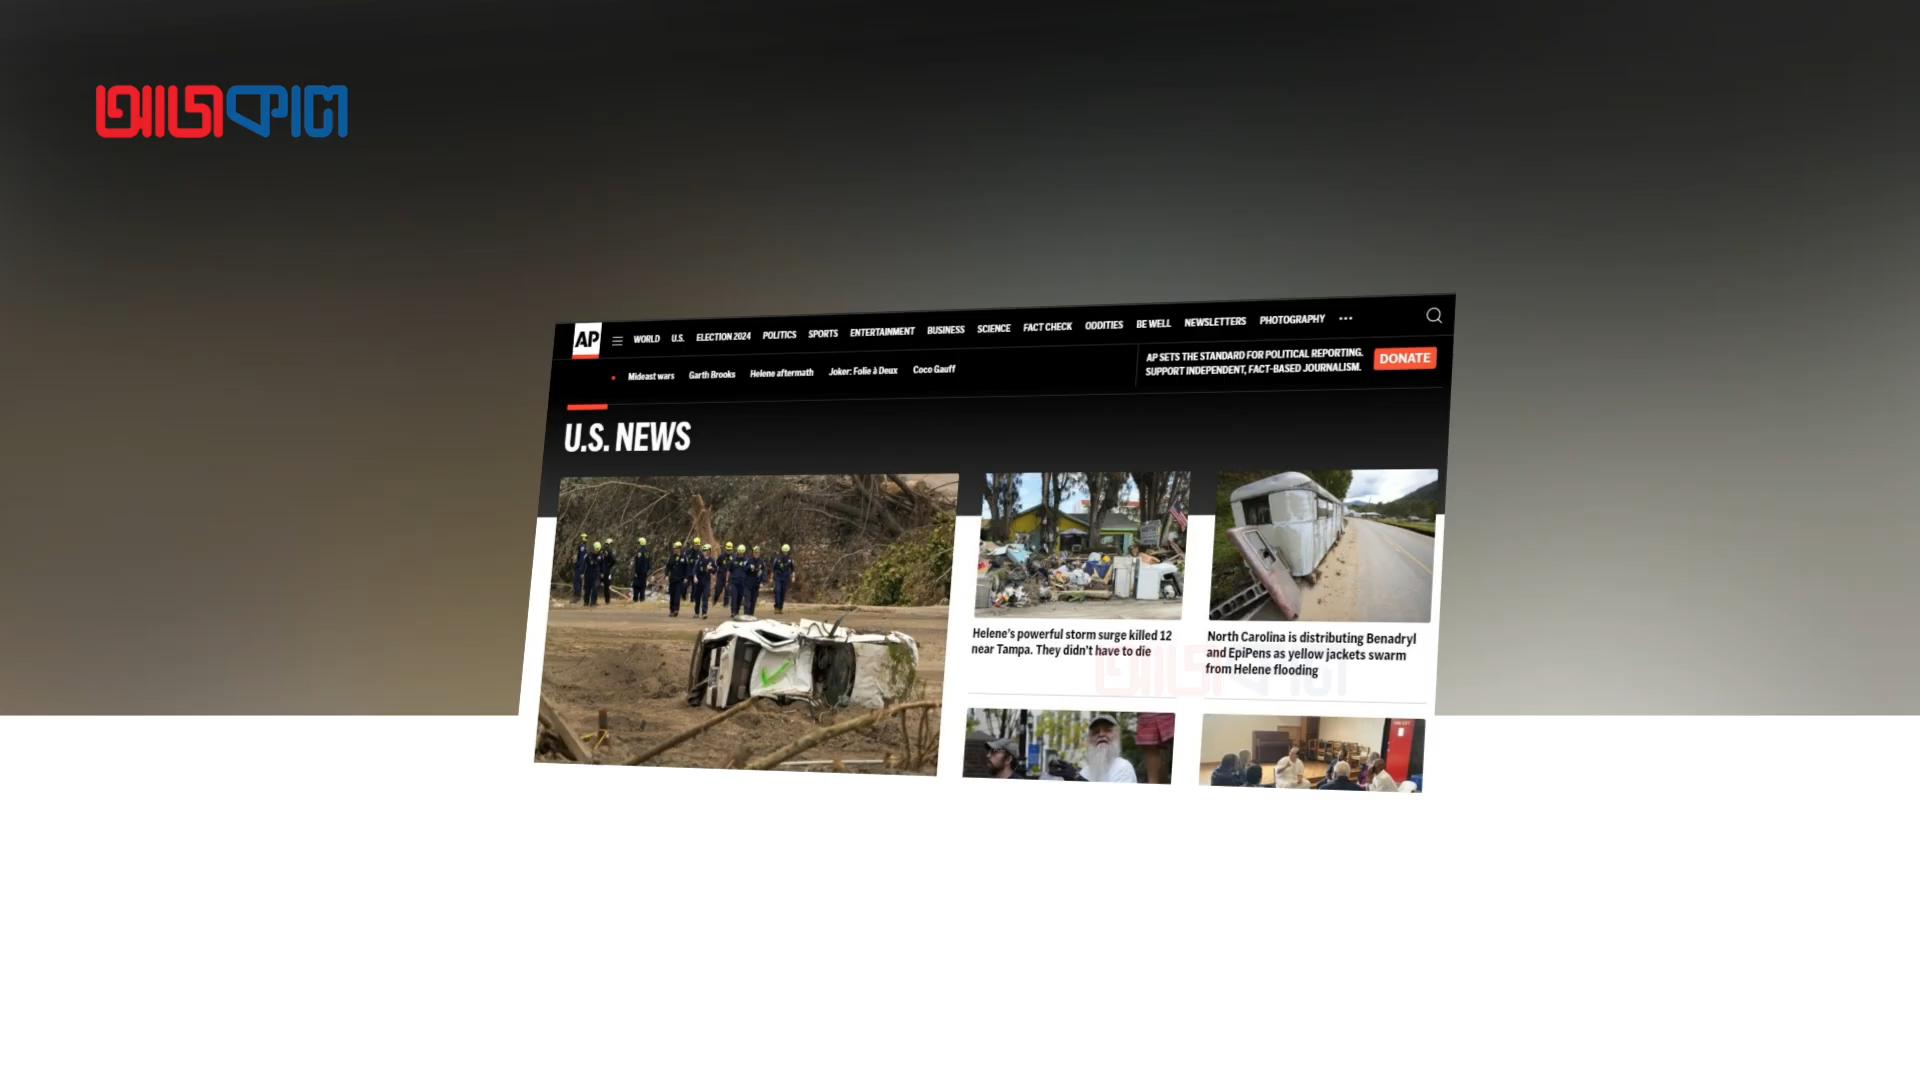 আজকাল
AP WORLD U.S. ELECTION 2024 POLITICS SPORTS ENTERTAINMENT BUSINESS SCIENCE FACT CHECK ODDITIES BE WELL NEWSLETTERS PHOTOGRAPHY ...
Mideast wars Garth Brooks Helene aftermath Joker: Folie à Deux Coco Gauff
AP SETS THE STANDARD FOR POLITICAL REPORTING.
SUPPORT INDEPENDENT, FACT-BASED JOURNALISM.
DONATE
U.S. NEWS
Helene's powerful storm surge killed 12
near Tampa. They didn't have to die
North Carolina is distributing Benadryl
and EpiPens as yellow jackets swarm
from Helene flooding
আজকাল